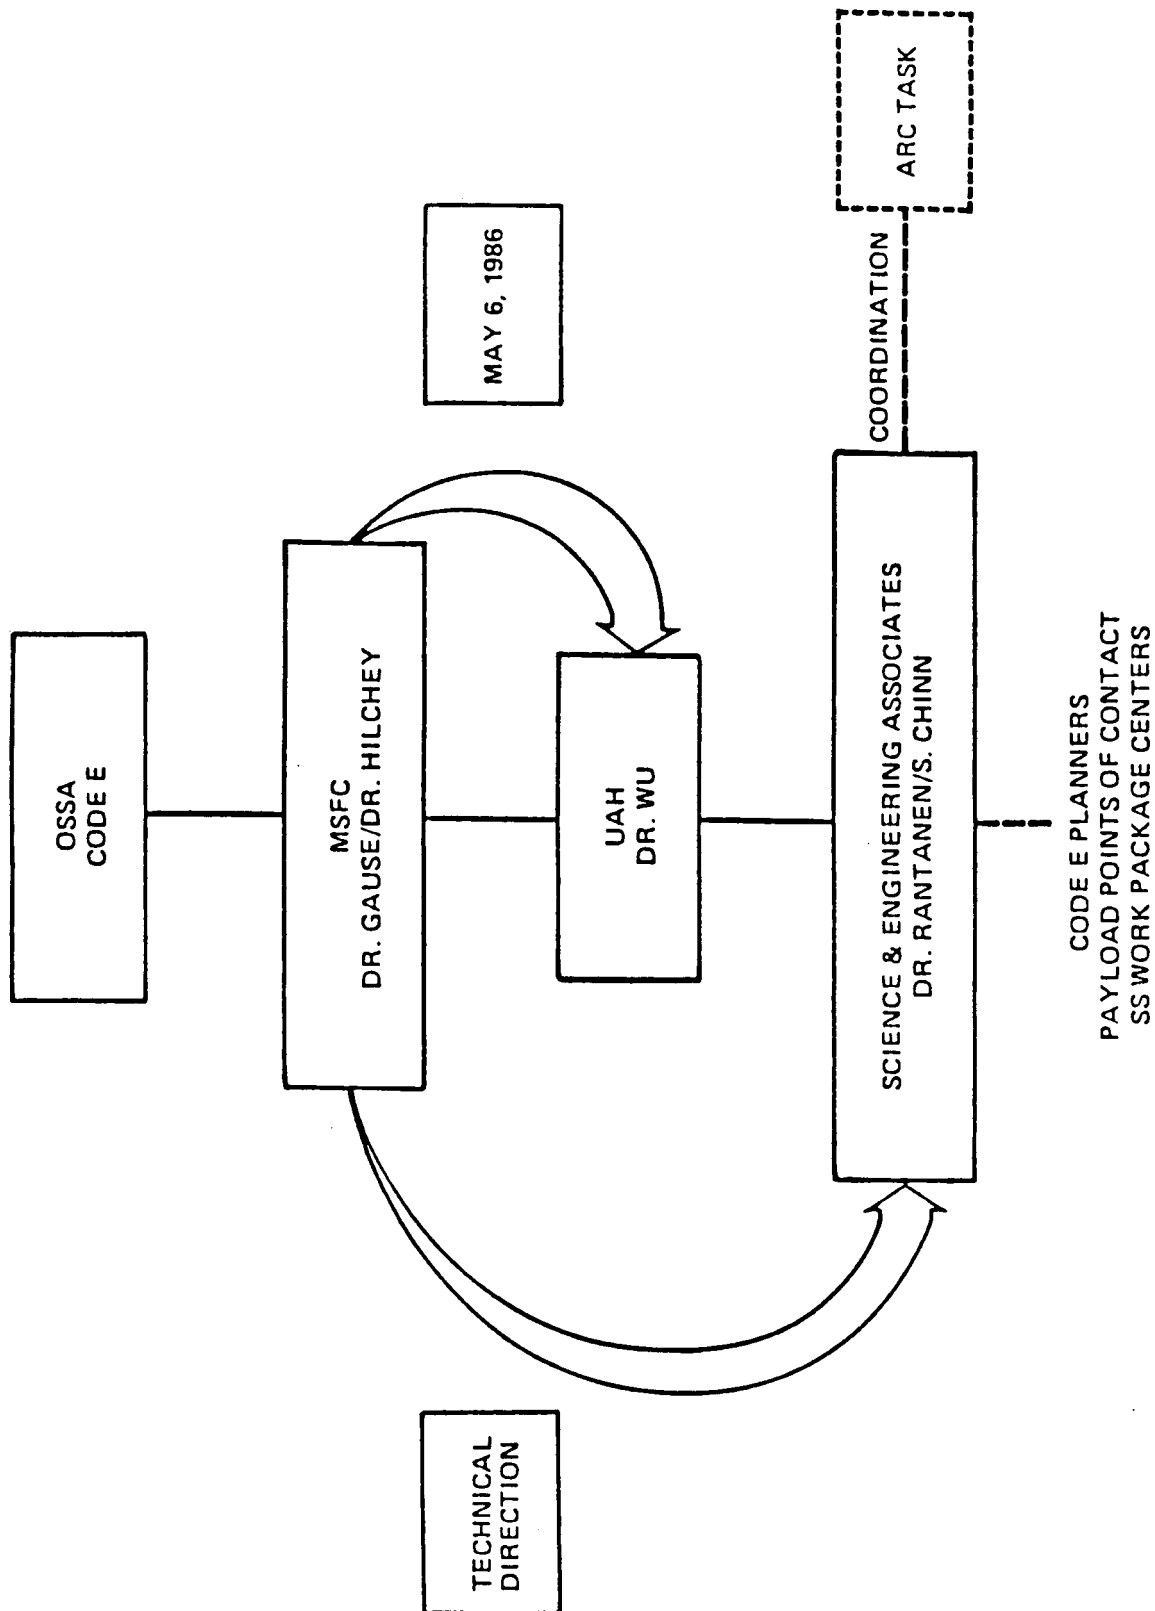 OSSA
CODE E
MSFC
DR. GAUSE/DR. HILCHEY
TECHNICAL
DIRECTION
MAY 6, 1986
UAH
DR. WU
SCIENCE & ENGINEERING ASSOCIATES
DR. RANTANEN/S. CHINN
COORDINATION
ARC TASK
CODE E PLANNERS
PAYLOAD POINTS OF CONTACT
SS WORK PACKAGE CENTERS